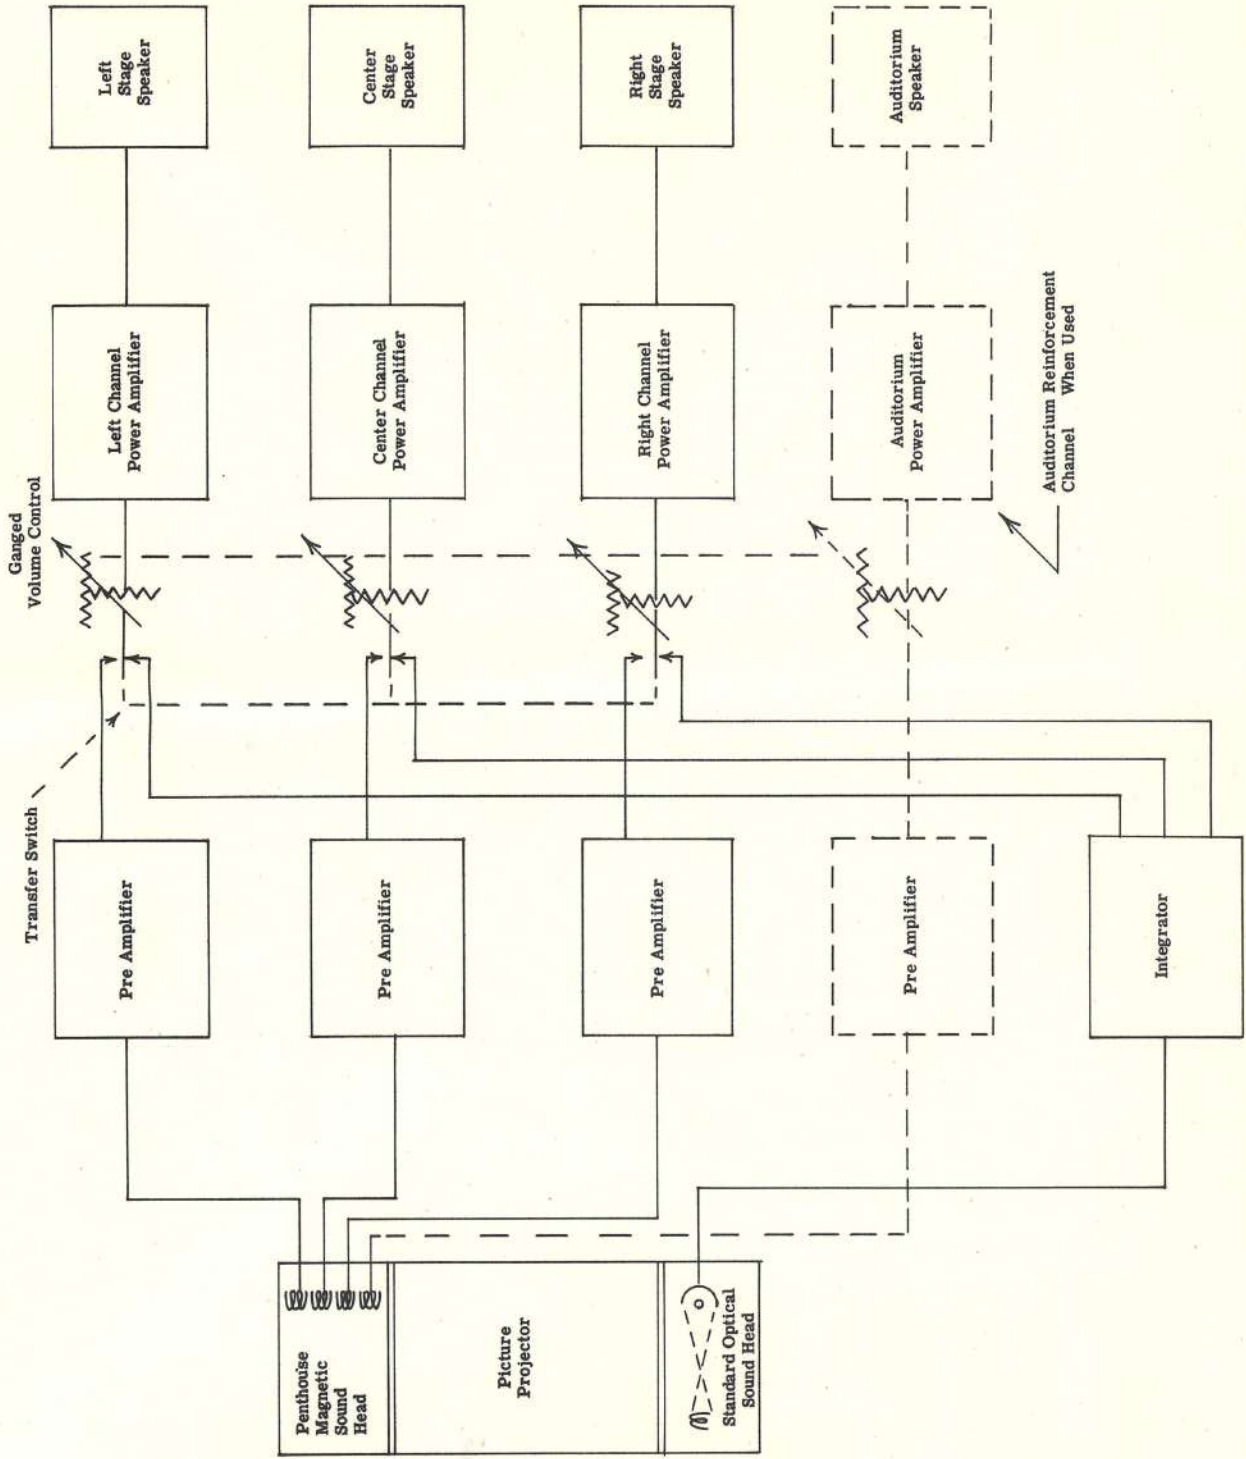 Left
Stage
Speaker
Center
Stage
Speaker
Right
Stage
Speaker
Auditorium
Speaker
Left Channel
Power Amplifier
Center Channel
Power Amplifier
Right Channel
Power Amplifier
Auditorium
Power Amplifier
Auditorium Reinforcement
Channel When Used
Ganged
Volume Control
Transfer Switch
Pre Amplifier
Pre Amplifier
Pre Amplifier
Pre Amplifier
Integrator
Penthouse
Magnetic
Sound
Head
Picture
Projector
Standard Optical
Sound Head